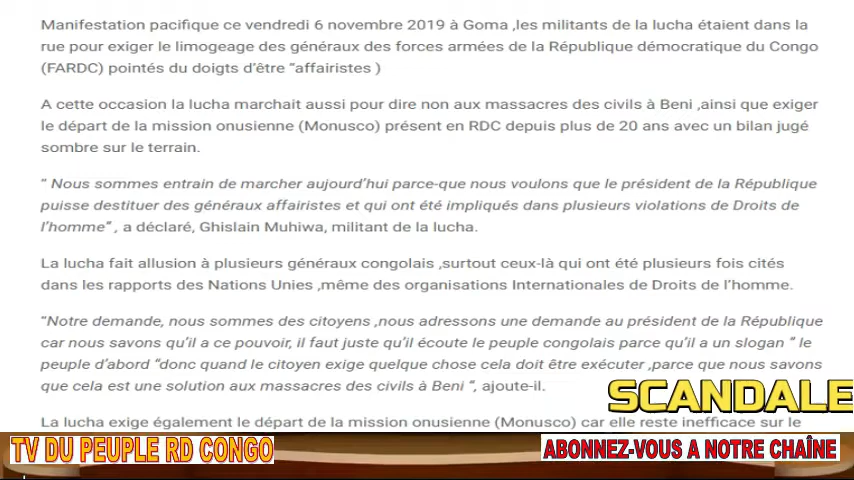 Manifestation pacifique ce vendredi 6 novembre 2019 à Goma ,les militants de la lucha étaient dans la
rue pour exiger le limogeage des généraux des forces armées de la République démocratique du Congo
(FARDC) pointés du doigts d'être "affairistes )
A cette occasion la lucha marchait aussi pour dire non aux massacres des civils à Beni ,ainsi que exiger
le départ de la mission onusienne (Monusco) présent en RDC depuis plus de 20 ans avec un bilan jugé
sombre sur le terrain.
" Nous sommes entrain de marcher aujourd'hui parce-que nous voulons que le président de la République
puisse destituer des généraux affairistes et qui ont été impliqués dans plusieurs violations de Droits de
l'homme" , a déclaré, Ghislain Muhiwa, militant de la lucha.
La lucha fait allusion à plusieurs généraux congolais ,surtout ceux-là qui ont été plusieurs fois cités
dans les rapports des Nations Unies ,même des organisations Internationales de Droits de l'homme.
"Notre demande, nous sommes des citoyens ,nous adressons une demande au président de la République
car nous savons qu'il a ce pouvoir, il faut juste qu'il écoute le peuple congolais parce qu'il a un slogan " le
peuple d'abord "donc quand le citoyen exige quelque chose cela doit être exécuter ,parce que nous savons
que cela est une solution aux massacres des civils à Beni ", ajoute-il.
SCANDALE
La lucha exige également le départ de la mission onusienne (Monusco) car elle reste inefficace sur le
TV DU PEUPLE RD CONGO
ABONNEZ-VOUS A NOTRE CHAÎNE